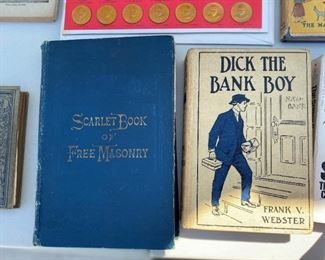 SCARLET BOOK
OF
FREE MASONRY
DICK THE
BANK BOY
FRANK V.
WEBSTER